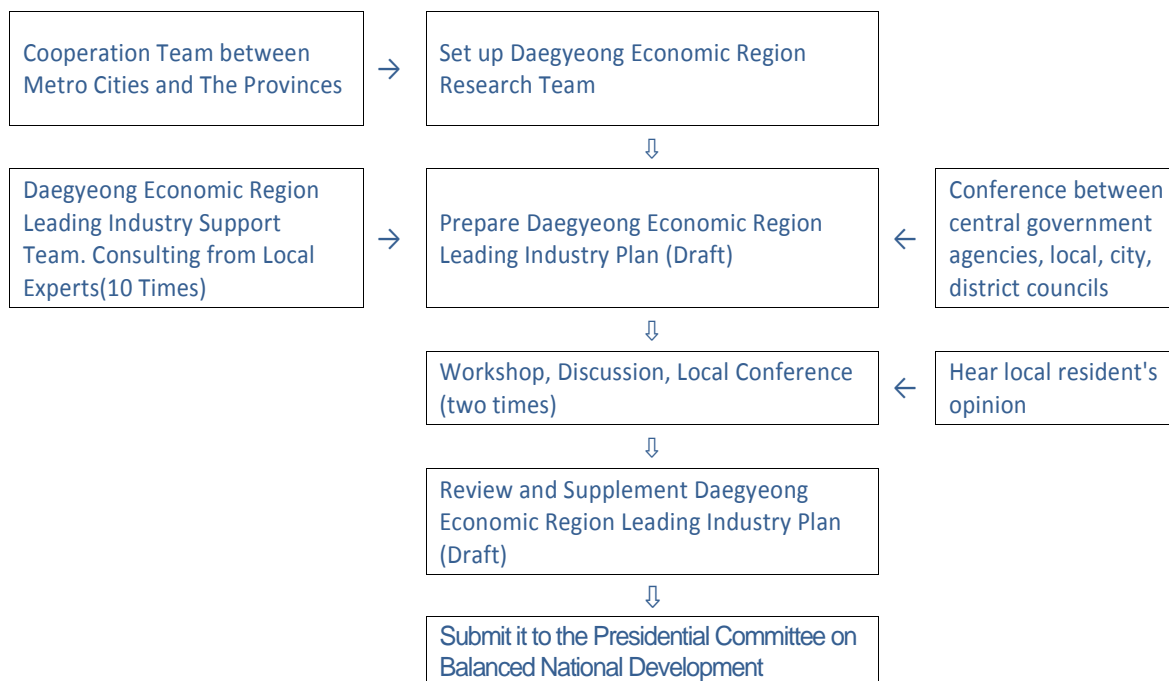 Cooperation Team between
Metro Cities and The Provinces
→
Set up Daegyeong Economic Region
Research Team
⇩
Daegyeong Economic Region
Leading Industry Support
Team. Consulting from Local
Experts(10 Times)
→
Prepare Daegyeong Economic Region
Leading Industry Plan (Draft)
←
Conference between
central government
agencies, local, city,
district councils
⇩
Workshop, Discussion, Local Conference
(two times)
←
Hear local resident's
opinion
⇩
Review and Supplement Daegyeong
Economic Region Leading Industry Plan
(Draft)
⇩
Submit it to the Presidential Committee on
Balanced National Development